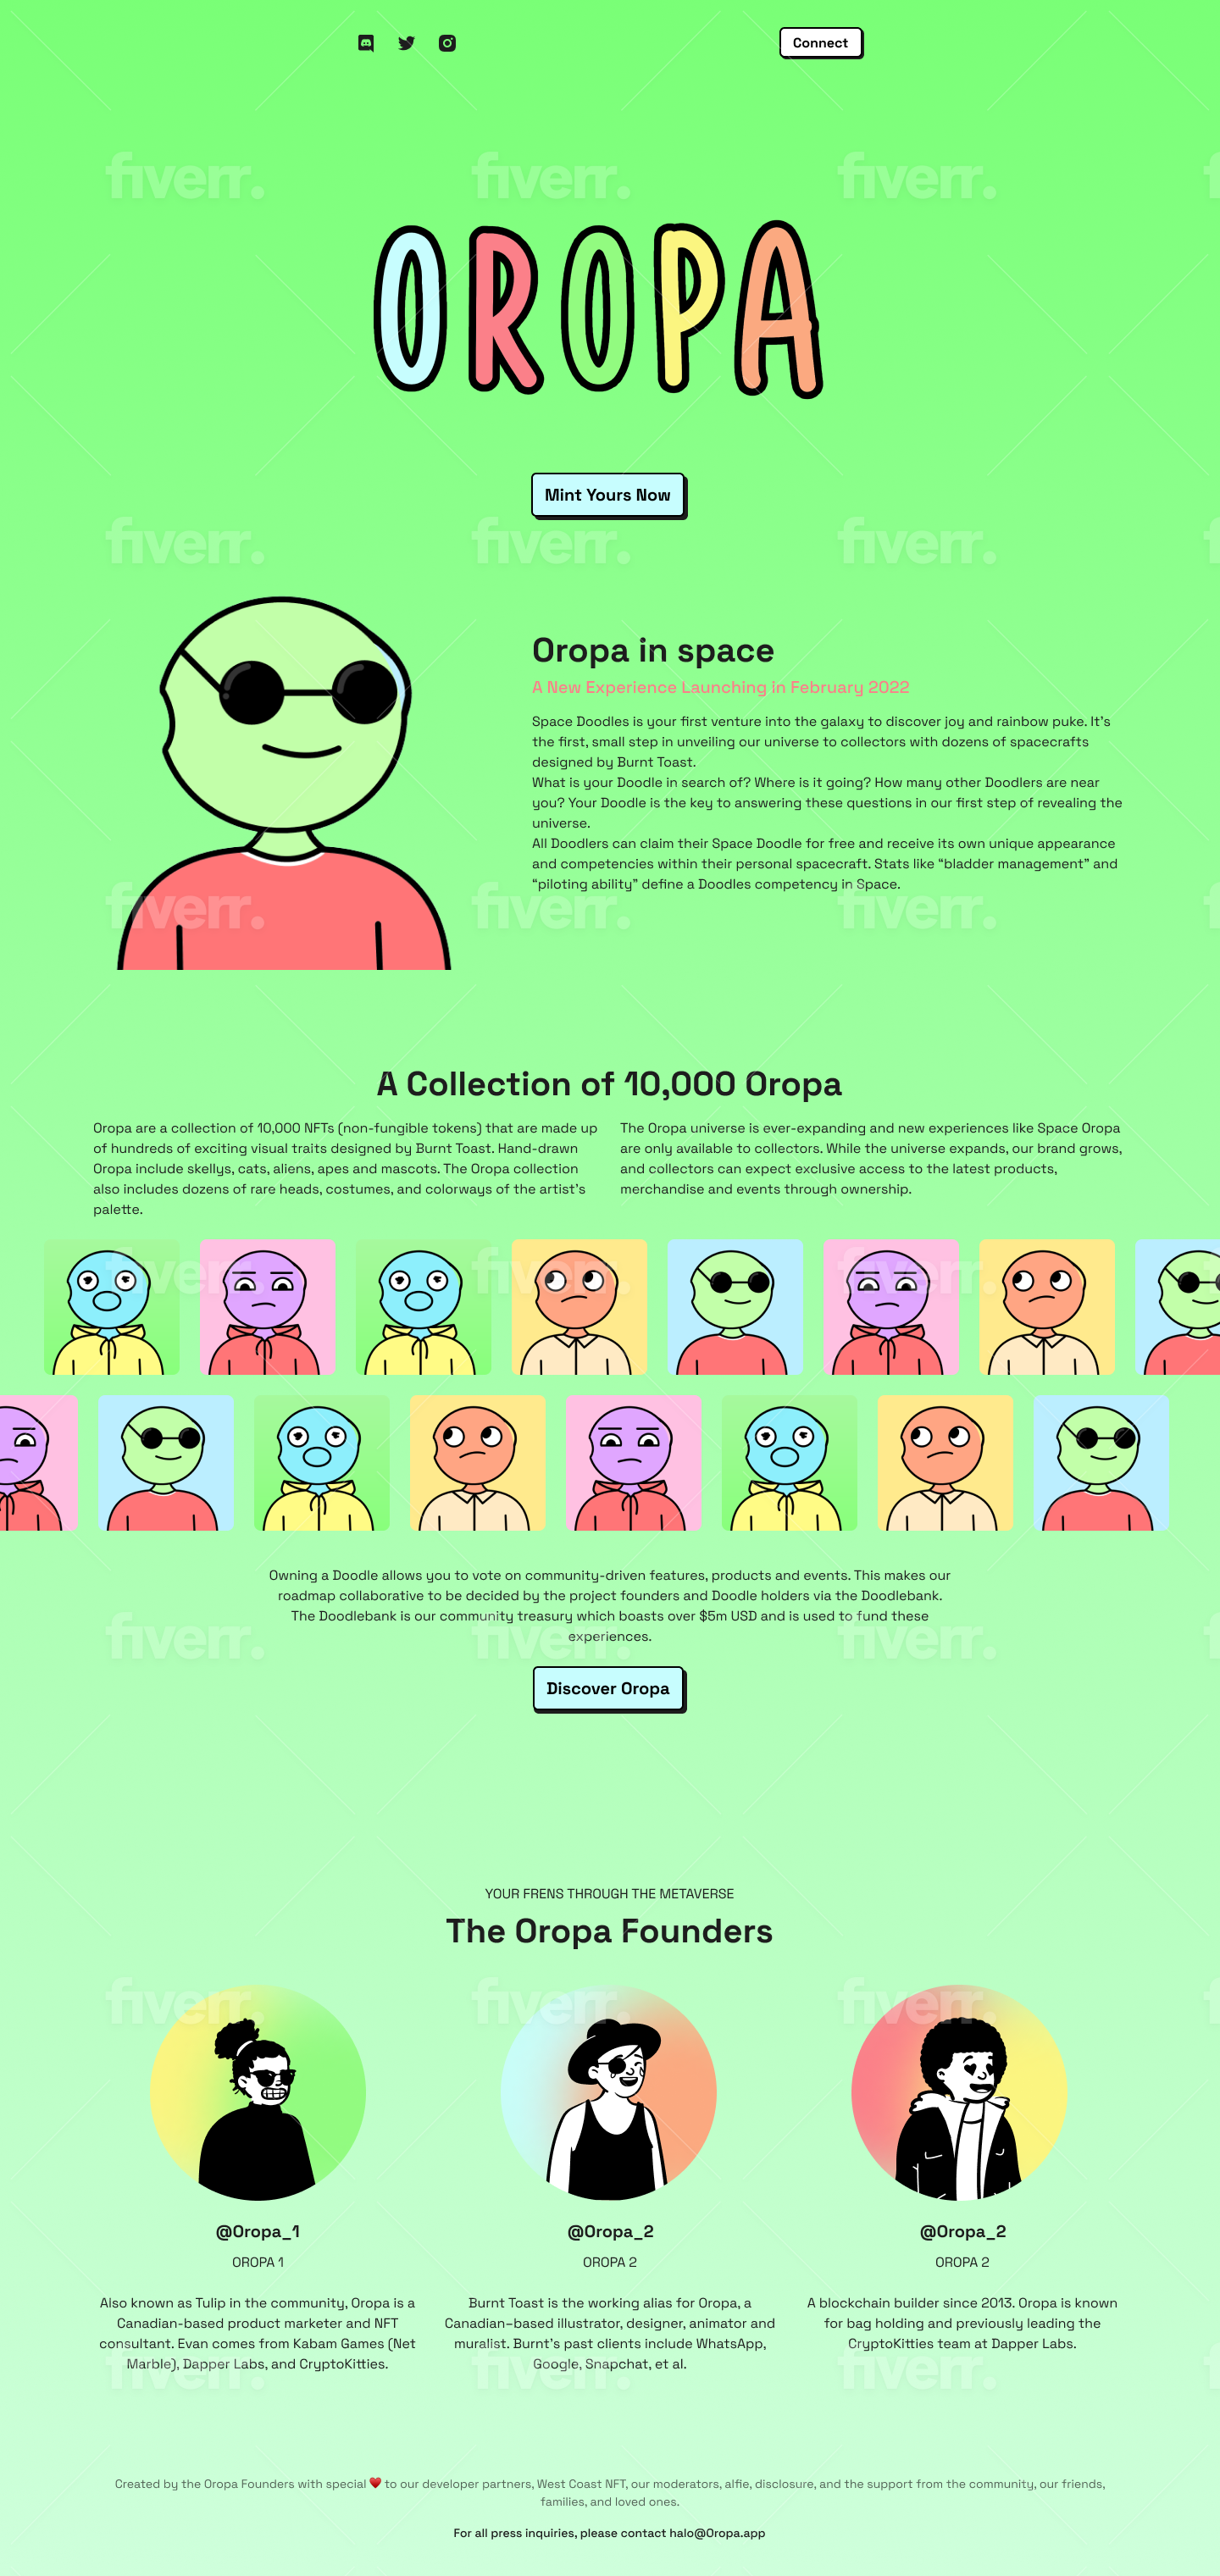 Connect
fiverr.
fiverr.
fiverr.
OROPA
Mint Yours Now
fiverr.
fiverr.
fiverr.
Oropa in space
A New Experience Launching in February 2022
Space Doodles is your first venture into the galaxy to discover joy and rainbow puke. It's
the first, small step in unveiling our universe to collectors with dozens of spacecrafts
designed by Burnt Toast.
What is your Doodle in search of? Where is it going? How many other Doodlers are near
you? Your Doodle is the key to answering these questions in our first step of revealing the
universe.
All Doodlers can claim their Space Doodle for free and receive its own unique appearance
and competencies within their personal spacecraft. Stats like “bladder management” and
“piloting ability” define a Doodles competency in Space.
fiverr.
fiverr.
fiverr.
A Collection of 10,000 Oropa
Oropa are a collection of 10,000 NFTs (non-fungible tokens) that are made up
of hundreds of exciting visual traits designed by Burnt Toast. Hand-drawn
Oropa include skellys, cats, aliens, apes and mascots. The Oropa collection
also includes dozens of rare heads, costumes, and colorways of the artist's
palette.
The Oropa universe is ever-expanding and new experiences like Space Oropa
are only available to collectors. While the universe expands, our brand grows,
and collectors can expect exclusive access to the latest products,
merchandise and events through ownership.
fiverr.
fiverr.
fiverr.
Owning a Doodle allows you to vote on community-driven features, products and events. This makes our
roadmap collaborative to be decided by the project founders and Doodle holders via the Doodlebank.
The Doodlebank is our community treasury which boasts over $5m USD and is used to fund these
experiences.
fiverr.
fiverr.
fiverr.
Discover Oropa
YOUR FRENS THROUGH THE METAVERSE
The Oropa Founders
fiverr.
fiverr.
fiverr.
@Oropa_1
OROPA 1
Also known as Tulip in the community, Oropa is a
Canadian-based product marketer and NFT
consultant. Evan comes from Kabam Games (Net
Marble), Dapper Labs, and CryptoKitties.
@Oropa_2
OROPA 2
Burnt Toast is the working alias for Oropa, a
Canadian–based illustrator, designer, animator and
muralist. Burnt's past clients include WhatsApp,
Google, Snapchat, et al.
@Oropa_2
OROPA 2
A blockchain builder since 2013. Oropa is known
for bag holding and previously leading the
CryptoKitties team at Dapper Labs.
fiverr.
fiverr.
fiverr.
Created by the Oropa Founders with special ❤️ to our developer partners, West Coast NFT, our moderators, alfie, disclosure, and the support from the community, our friends,
families, and loved ones.
For all press inquiries, please contact halo@Oropa.app